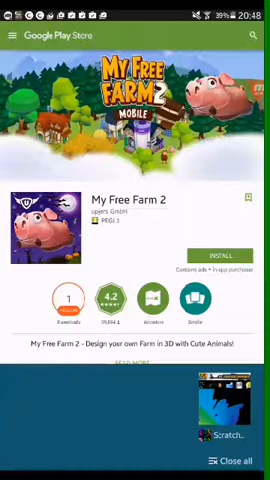 39% 20:48
Google Play Store
MY FREE
FARM 2
MOBILE
My Free Farm 2
upjers GmbH
PEGI 3
INSTALL
Contains ads • in-app purchases
1
4.2
Downloads
Adventure
Similar
My Free Farm 2 - Design your own Farm in 3D with Cute Animals!
READ MORE
Scratch..
Close all